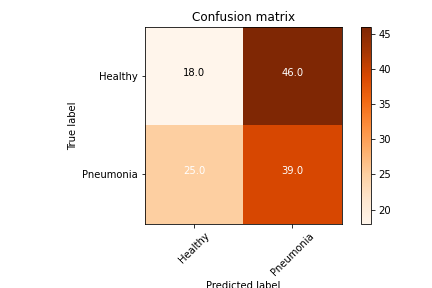 Confusion matrix
Healthy
18.0
46.0
Pneumonia
25.0
39.0
True label
Healthy
Pneumonia
Predicted label
45
40
35
30
25
20